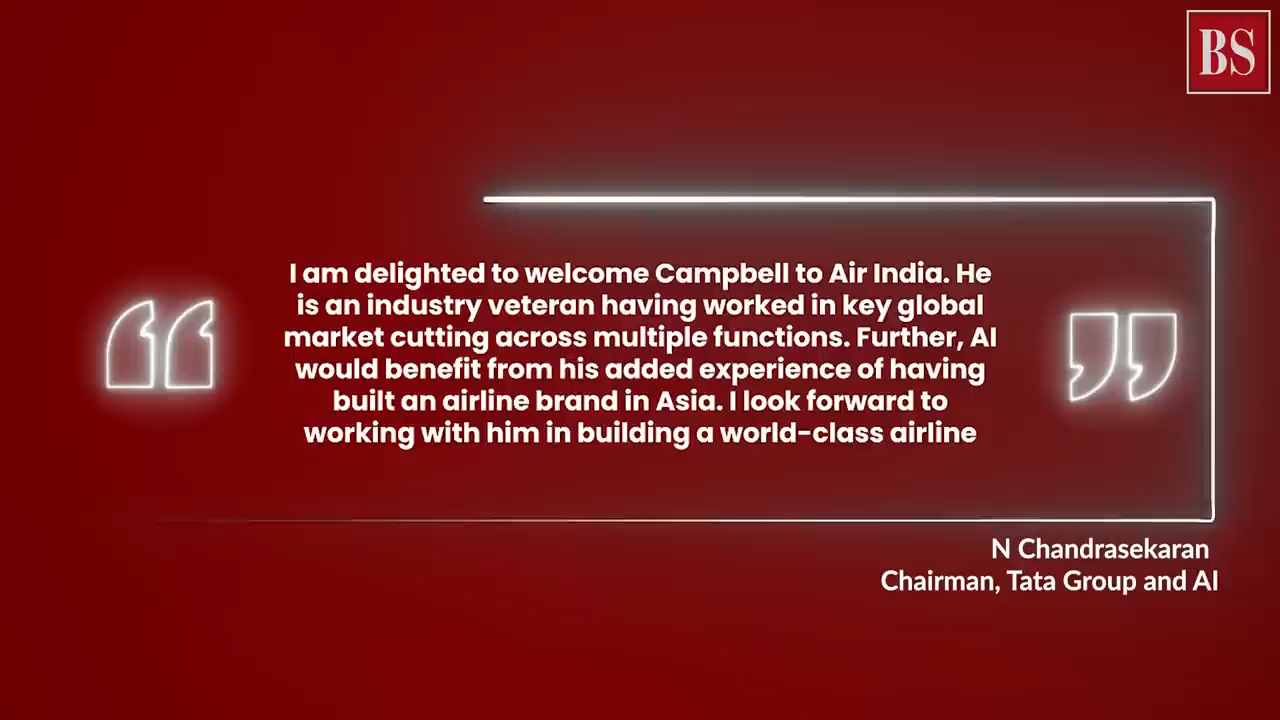 BS
I am delighted to welcome Campbell to Air India. He
is an industry veteran having worked in key global
market cutting across multiple functions. Further, AI
would benefit from his added experience of having
built an airline brand in Asia. I look forward to
working with him in building a world-class airline
N Chandrasekaran
Chairman, Tata Group and AI